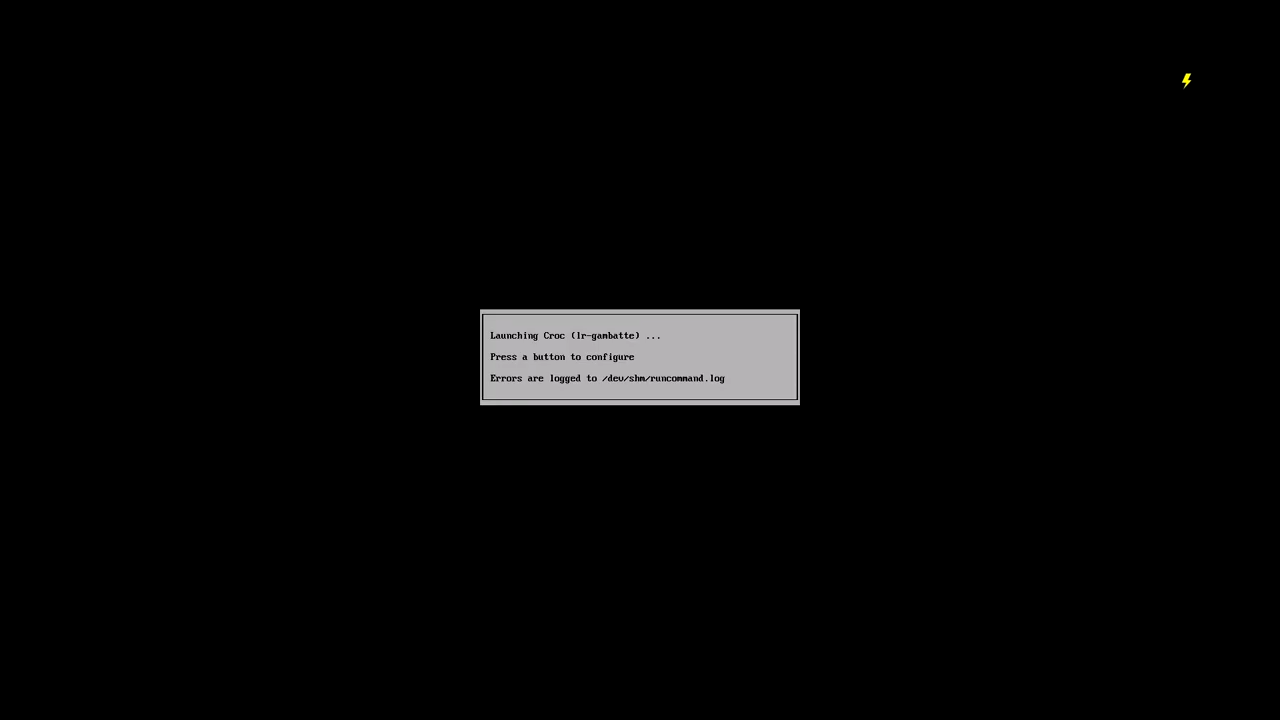 Launching Croc (lr-gambatte) ...
Press a button to configure
Errors are logged to /dev/shm/runcommand.log